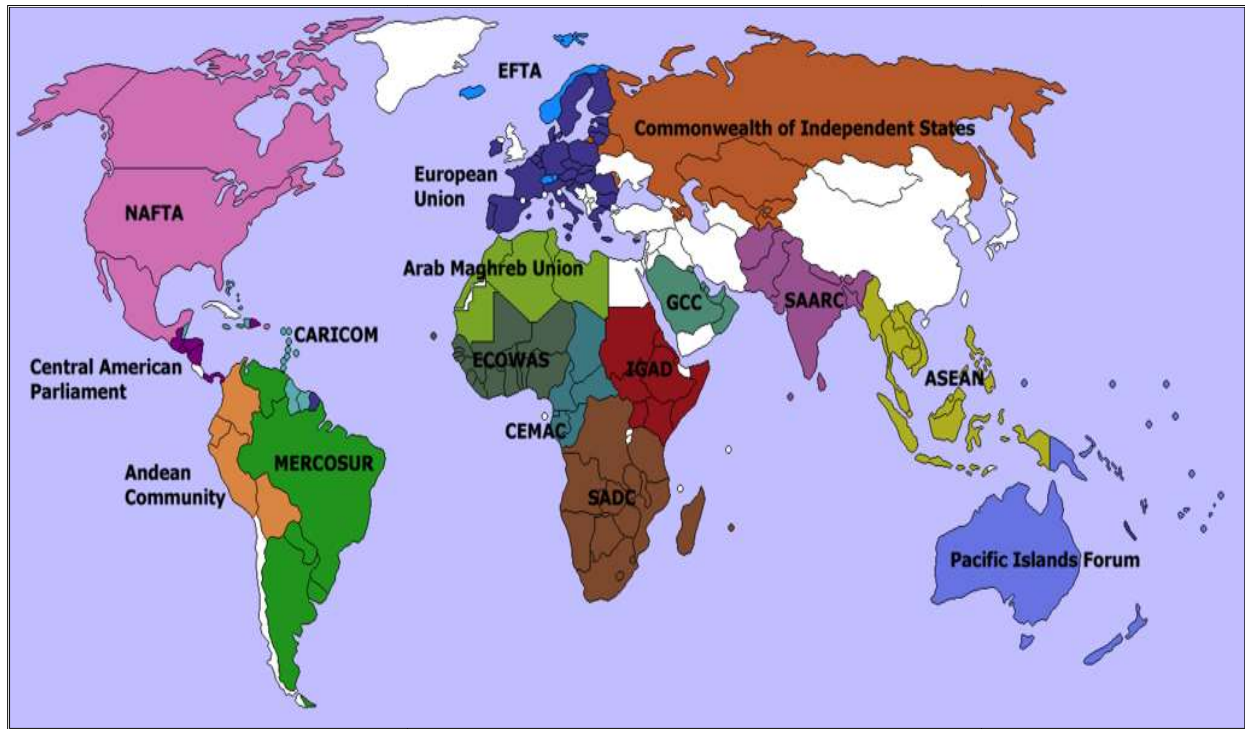 EFTA
Commonwealth of Independent States
European
Union
NAFTA
Arab Maghreb Union
GCC
SAARC
CARICOM
Central American
Parliament
ECOWAS
IGAD
ASEAN
CEMAC
MERCOSUR
Andean
Community
SADC
Pacific Islands Forum